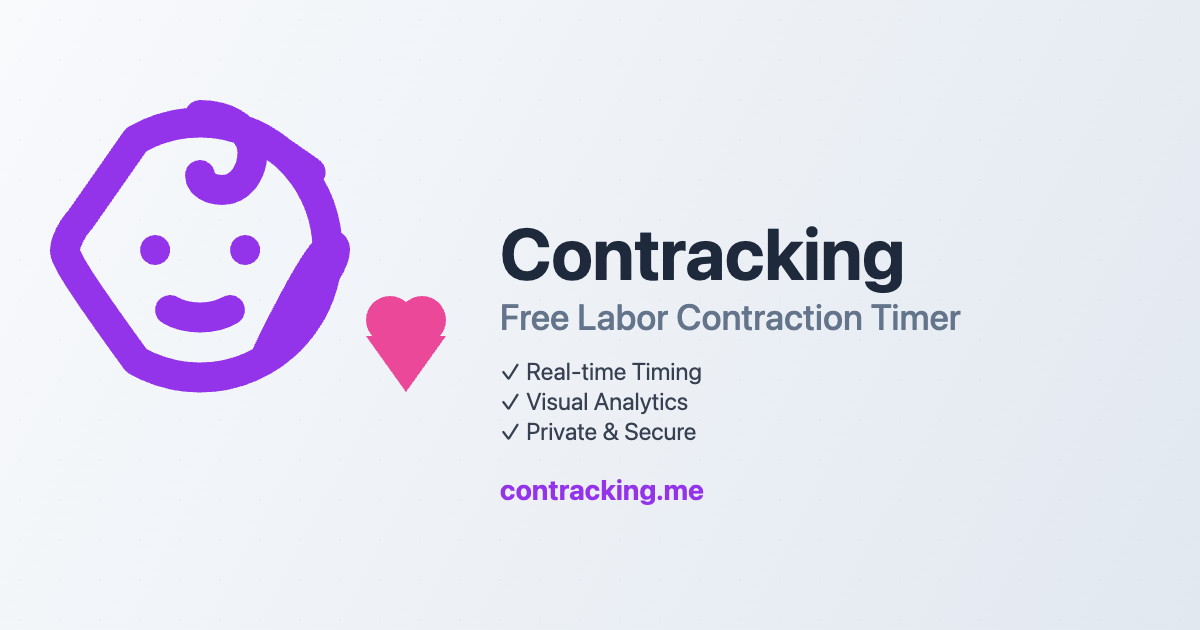 Contracking
Free Labor Contraction Timer
✓ Real-time Timing
✓ Visual Analytics
✓ Private & Secure
contracking.me